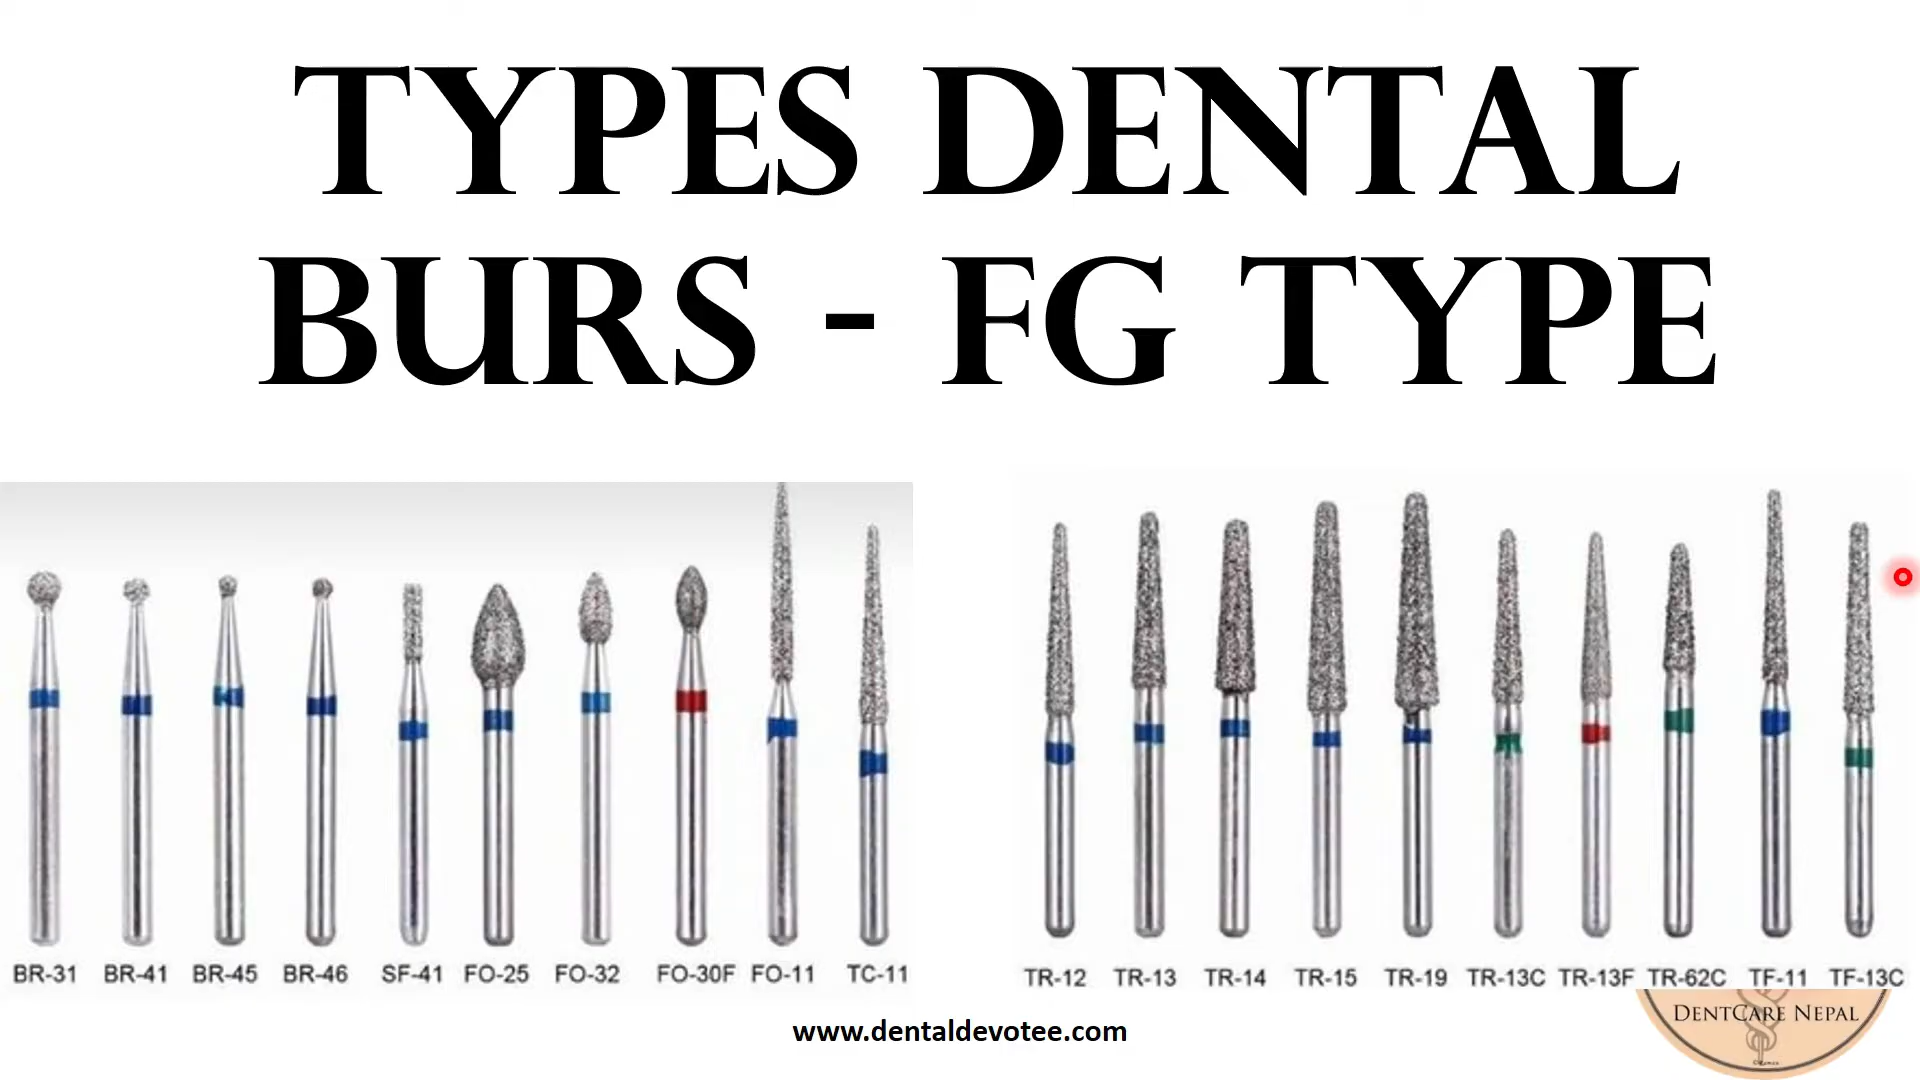 TYPES DENTAL
BURS - FG TYPE
BR-31 BR-41 BR-45 BR-46 SF-41 FO-25 FO-32 FO-30F FO-11 TC-11
TR-12 TR-13 TR-14 TR-15 TR-19 TR-13C TR-13F TR-62C TF-11 TF-13C
DENTCARE NEPAL
www.dentaldevotee.com